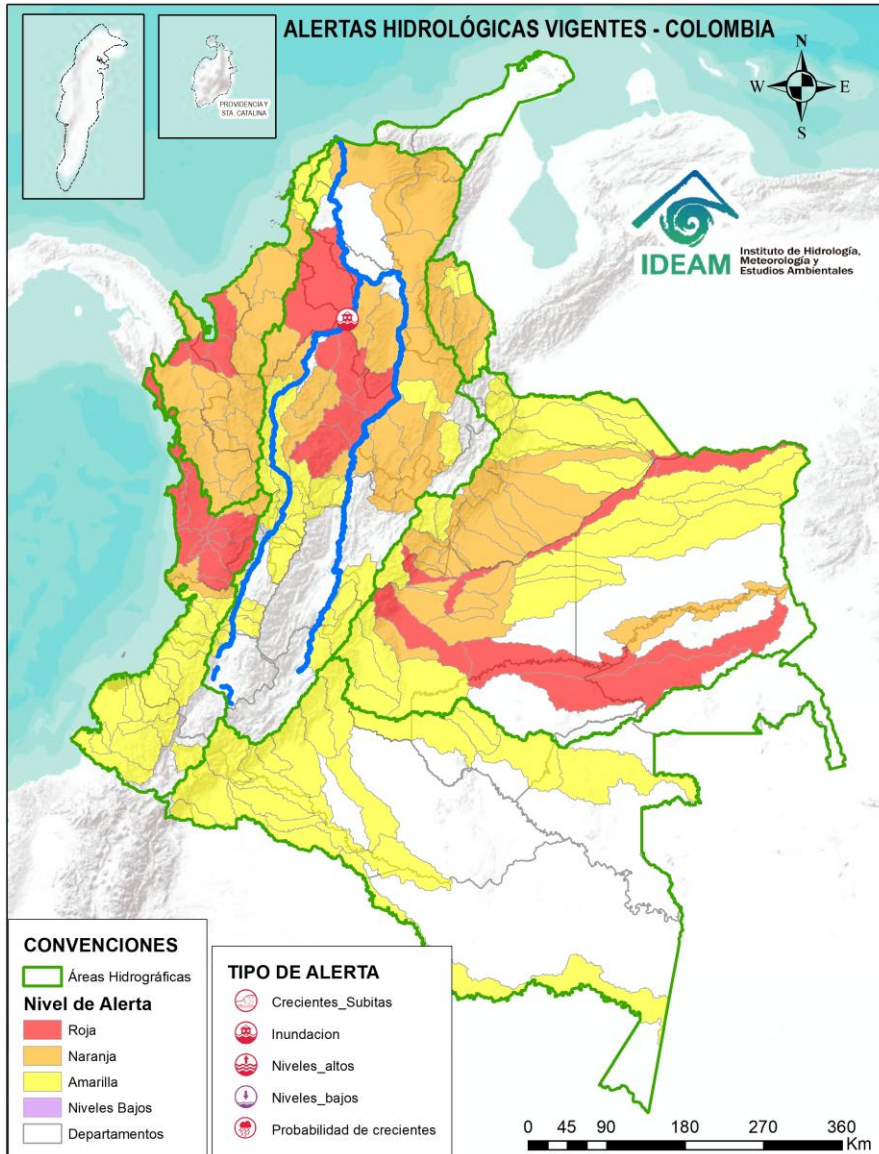 ALERTAS HIDROLÓGICAS VIGENTES - COLOMBIA
PROVIDENCIA Y
STA. CATALINA
N
W
E
S
IDEAM
Instituto de Hidrología,
Meteorología y
Estudios Ambientales
CONVENCIONES
Áreas Hidrográficas
Nivel de Alerta
Roja
Naranja
Amarilla
Niveles Bajos
Departamentos
TIPO DE ALERTA
Crecientes_Subitas
Inundacion
Niveles_altos
Niveles_bajos
Probabilidad de crecientes
0 45 90 180 270 360
Km